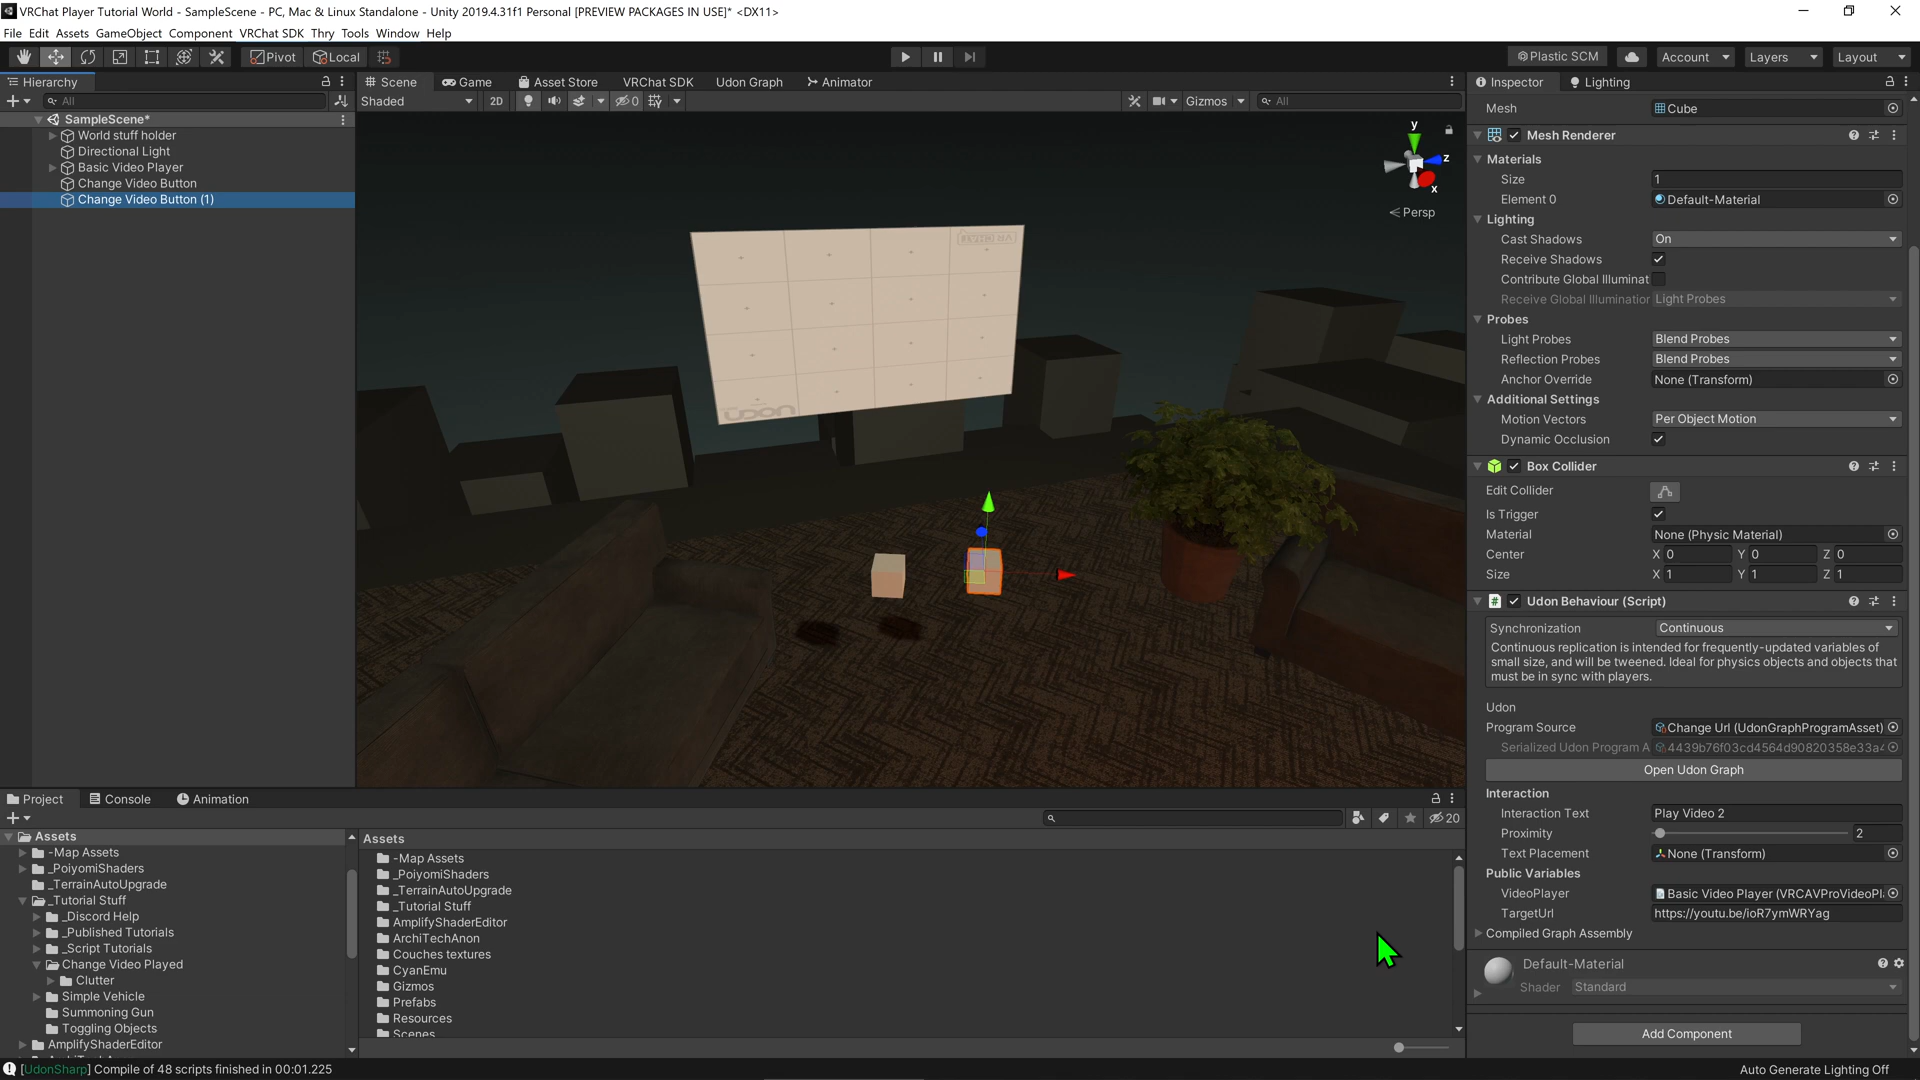 VRChat Player Tutorial World - SampleScene - PC, Mac & Linux Standalone - Unity 2019.4.31f1 Personal [PREVIEW PACKAGES IN USE]* <DX11>
File Edit Assets GameObject Component VRChat SDK Thry Tools Window Help
Pivot Local Plastic SCM Account Layers Layout
Hierarchy
All
SampleScene*
World stuff holder
Directional Light
Basic Video Player
Change Video Button
Change Video Button (1)
Scene Game Asset Store VRChat SDK Udon Graph Animator
Shaded 2D 0 Gizmos All
y
z
x
Persp
Inspector Lighting
Mesh Cube
Mesh Renderer
Materials
Size 1
Element 0 Default-Material
Lighting
Cast Shadows On
Receive Shadows
Contribute Global Illuminat
Receive Global Illumination Light Probes
Probes
Light Probes Blend Probes
Reflection Probes Blend Probes
Anchor Override None (Transform)
Additional Settings
Motion Vectors Per Object Motion
Dynamic Occlusion
Box Collider
Edit Collider
Is Trigger
Material None (Physic Material)
Center X 0 Y 0 Z 0
Size X 1 Y 1 Z 1
Udon Behaviour (Script)
Synchronization Continuous
Continuous replication is intended for frequently-updated variables of
small size, and will be tweened. Ideal for physics objects and objects that
must be in sync with players.
Udon
Program Source Change Url (UdonGraphProgramAsset)
Serialized Udon Program A 4439b76f03cd4564d90820358e33a4
Open Udon Graph
Interaction
Interaction Text Play Video 2
Proximity 2
Text Placement None (Transform)
Public Variables
VideoPlayer Basic Video Player (VRCAVProVideoPl
TargetUrl https://youtu.be/ioR7ymWRYag
Compiled Graph Assembly
Default-Material
Shader Standard
Add Component
Project Console Animation
20
Assets
-Map Assets
_PoiyomiShaders
_TerrainAutoUpgrade
_Tutorial Stuff
_Discord Help
_Published Tutorials
_Script Tutorials
Change Video Played
Clutter
Simple Vehicle
Summoning Gun
Toggling Objects
AmplifyShaderEditor
Assets
-Map Assets
_PoiyomiShaders
_TerrainAutoUpgrade
_Tutorial Stuff
AmplifyShaderEditor
ArchiTechAnon
Couches textures
CyanEmu
Gizmos
Prefabs
Resources
Scenes
[UdonSharp] Compile of 48 scripts finished in 00:01.225
Auto Generate Lighting Off